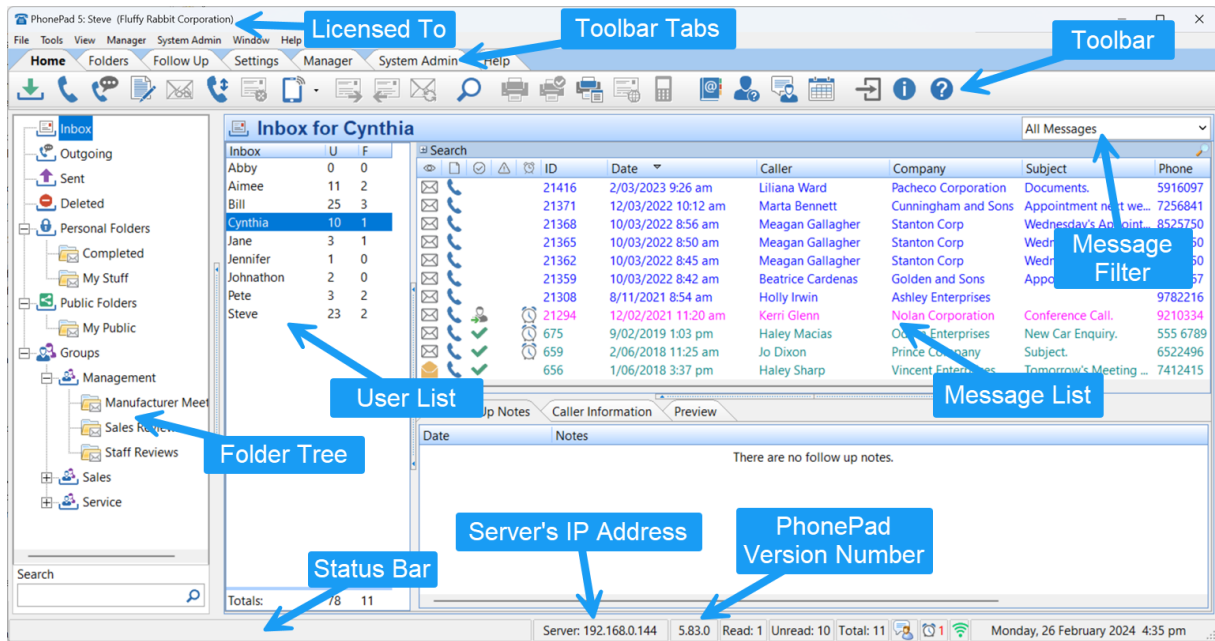 PhonePad 5: Steve (Fluffy Rabbit Corporation)
Licensed To
Toolbar Tabs
Toolbar
File Tools View Manager System Admin Window Help
Home Folders Follow Up Settings Manager System Admin Help
Inbox
Outgoing
Sent
Deleted
Personal Folders
Completed
My Stuff
Public Folders
My Public
Groups
Management
Manufacturer Meet
Sales
Staff Reviews
Sales
Service
Folder Tree
Search
Inbox for Cynthia
All Messages
Inbox U F
Abby 0 0
Aimee 11 2
Bill 25 3
Cynthia 10 1
Jane 3 1
Jennifer 1 0
Johnathon 2 0
Pete 3 2
Steve 23 2
User List
Totals: 78 11
Search
ID Date Caller Company Subject Phone
21416 2/03/2023 9:26 am Liliana Ward Pacheco Corporation Documents. 5916097
21371 12/03/2022 10:12 am Marta Bennett Cunningham and Sons Appointment next we... 7256841
21368 10/03/2022 8:56 am Meagan Gallagher Stanton Corp Wednesday's Appoint... 8525750
21365 10/03/2022 8:50 am Meagan Gallagher Stanton Corp
21362 10/03/2022 8:45 am Meagan Gallagher Stanton Corp
21359 10/03/2022 8:42 am Beatrice Cardenas Golden and Sons
21308 8/11/2021 8:54 am Holly Irwin Ashley Enterprises 9782216
21294 12/02/2021 11:20 am Kerri Glenn Nolan Corporation Conference Call. 9210334
675 9/02/2019 1:03 pm Haley Macias Enterprises New Car Enquiry. 555 6789
659 2/06/2018 11:25 am Jo Dixon Prince Company Subject. 6522496
656 1/06/2018 3:37 pm Haley Sharp Vincent Enterprises Tomorrow's Meeting ... 7412415
Message
Filter
Message List
Up Notes Caller Information Preview
Date Notes
There are no follow up notes.
Server's IP Address
PhonePad
Version Number
Status Bar
Server: 192.168.0.144 5.83.0 Read: 1 Unread: 10 Total: 11 1 Monday, 26 February 2024 4:35 pm